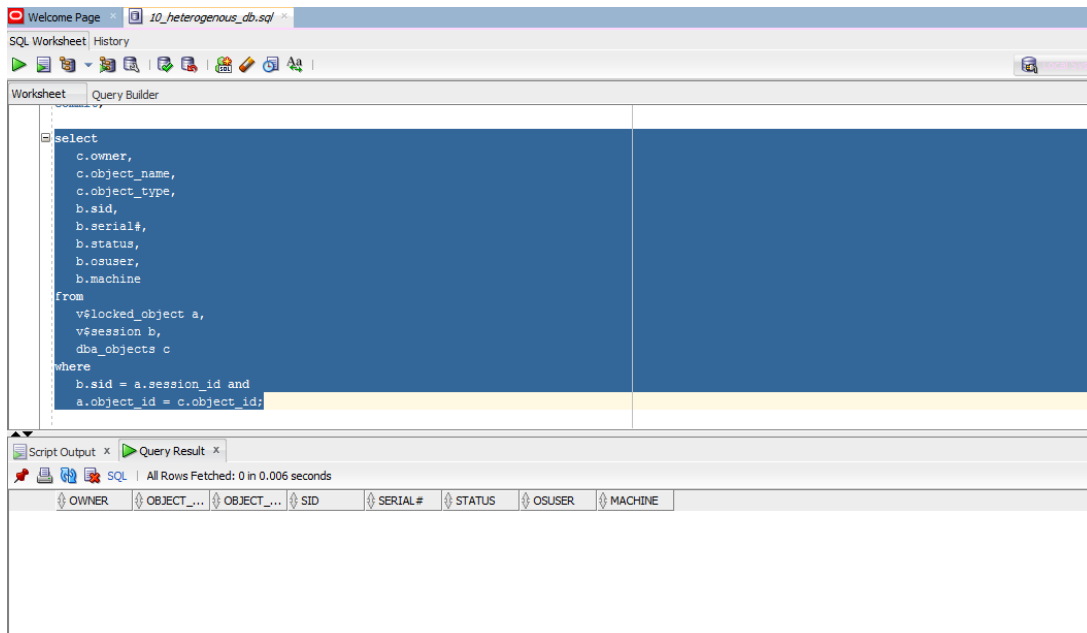 Welcome Page
10_heterogenous_db.sql
SQL Worksheet History
Worksheet Query Builder
select
c.owner,
c.object_name,
c.object_type,
b.sid,
b.serial#,
b.status,
b.osuser,
b.machine
from
v$locked_object a,
v$session b,
dba_objects c
where
b.sid = a.session_id and
a.object_id = c.object_id;
Script Output x Query Result x
SQL | All Rows Fetched: 0 in 0.006 seconds
OWNER OBJECT_... OBJECT_... SID SERIAL# STATUS OSUSER MACHINE